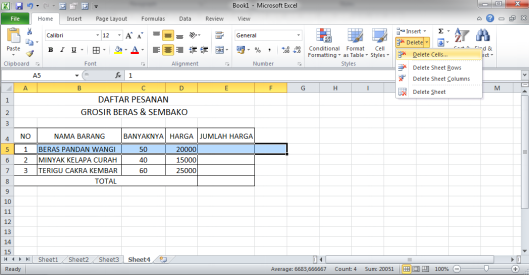 Book1 - Microsoft Excel
File Home Insert Page Layout Formulas Data Review View
Paste Calibri 12 General Conditional Formatting Format as Table Cell Styles Insert Delete Find &
Clipboard Font Alignment Number Styles
Delete Cells...
Delete Sheet Rows
Delete Sheet Columns
Delete Sheet
A5 fx 1
A B C D E F G H I J M
1 DAFTAR PESANAN
2 GROSIR BERAS & SEMBAKO
3
4 NO NAMA BARANG BANYAKNYA HARGA JUMLAH HARGA
5 1 BERAS PANDAN WANGI 50 20000
6 2 MINYAK KELAPA CURAH 40 15000
7 3 TERIGU CAKRA KEMBAR 60 25000
8 TOTAL
9
10
11
12
13
14
15
Sheet1 Sheet2 Sheet3 Sheet4
Ready Average: 6683,666667 Count: 4 Sum: 20051 100%